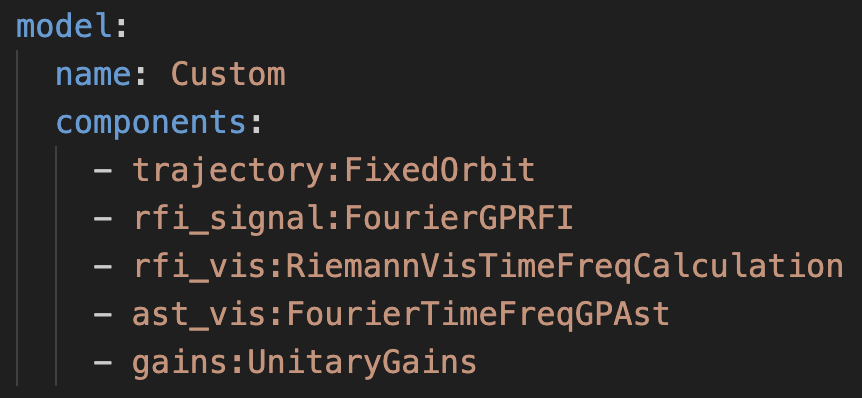 model:
name: Custom
components:
- trajectory:FixedOrbit
- rfi_signal:FourierGPRFI
- rfi_vis:RiemannVisTimeFreqCalculation
- ast_vis:FourierTimeFreqGPAst
- gains:UnitaryGains